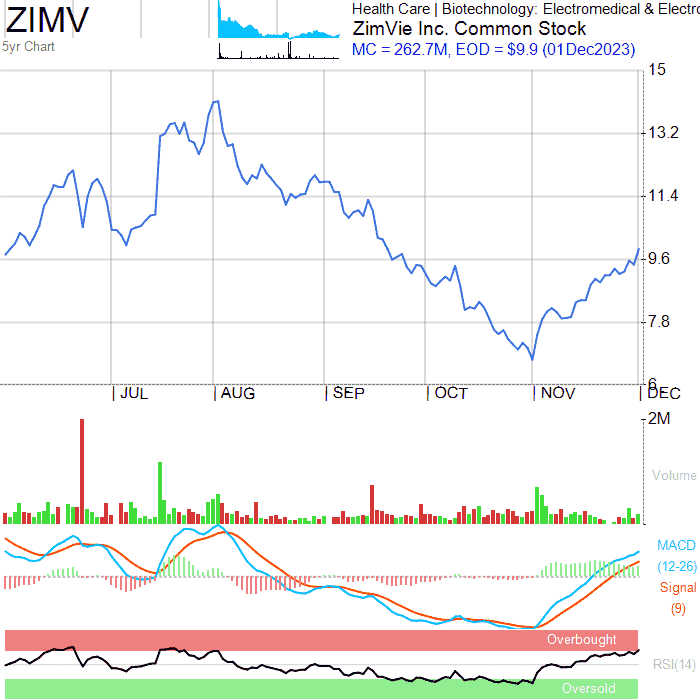 ZIMV
5yr Chart
Health Care | Biotechnology: Electromedical & Electro
ZimVie Inc. Common Stock
MC = 262.7M, EOD = $9.9 (01Dec2023)
15
13.2
11.4
9.6
7.8
6
| JUL | AUG | SEP | OCT | NOV | DEC
2M
Volume
MACD
(12-26)
Signal
(9)
Overbought
RSI(14)
Oversold